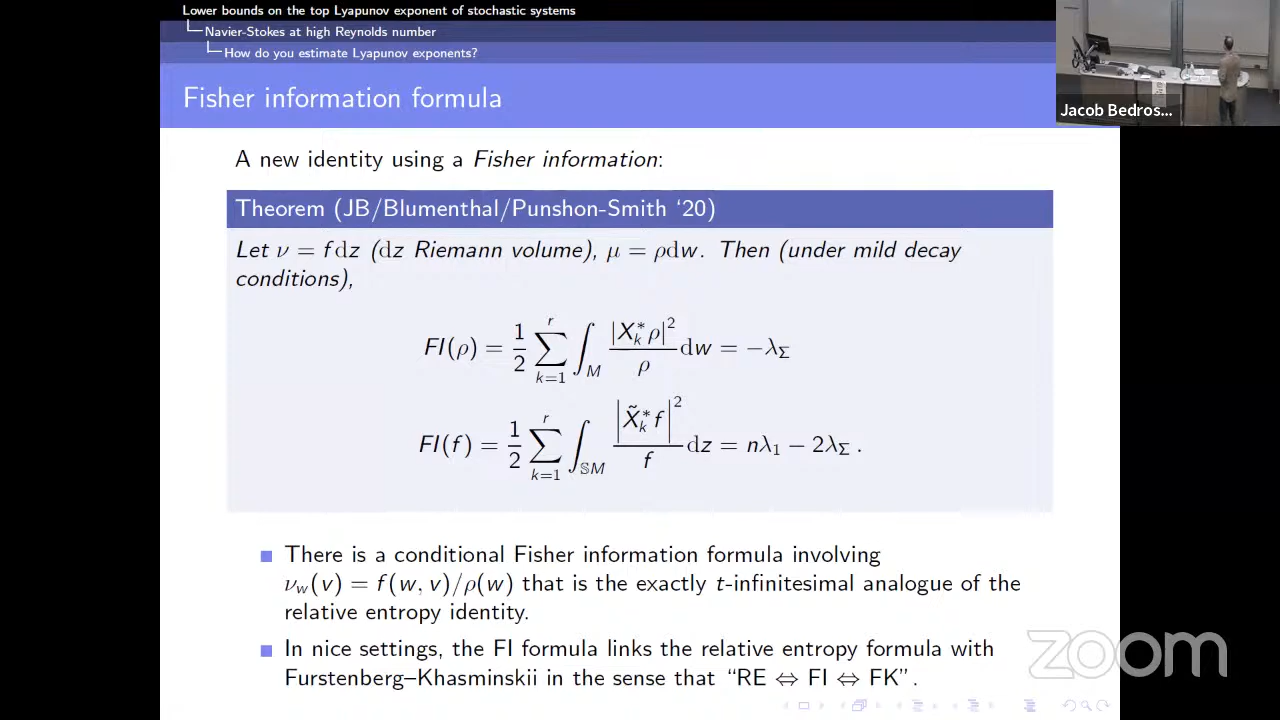 Lower bounds on the top Lyapunov exponent of stochastic systems
Navier-Stokes at high Reynolds number
How do you estimate Lyapunov exponents?
Fisher information formula
Jacob Bedros...
A new identity using a Fisher information:
Theorem (JB/Blumenthal/Punshon-Smith ‘20)
Let ν = f dz (dz Riemann volume), μ = ρdw. Then (under mild decay
conditions),
FI(ρ) = 1/2 ∑_{k=1}^{r} ∫_M |X_k^* ρ|^2 / ρ dw = −λ_Σ
FI(f) = 1/2 ∑_{k=1}^{r} ∫_{𝕊M} |X̃_k^* f|^2 / f dz = nλ_1 − 2λ_Σ .
There is a conditional Fisher information formula involving
ν_w(v) = f(w, v)/ρ(w) that is the exactly t-infinitesimal analogue of the
relative entropy identity.
In nice settings, the FI formula links the relative entropy formula with
Furstenberg–Khasminskii in the sense that “RE ⇔ FI ⇔ FK”.
zoom